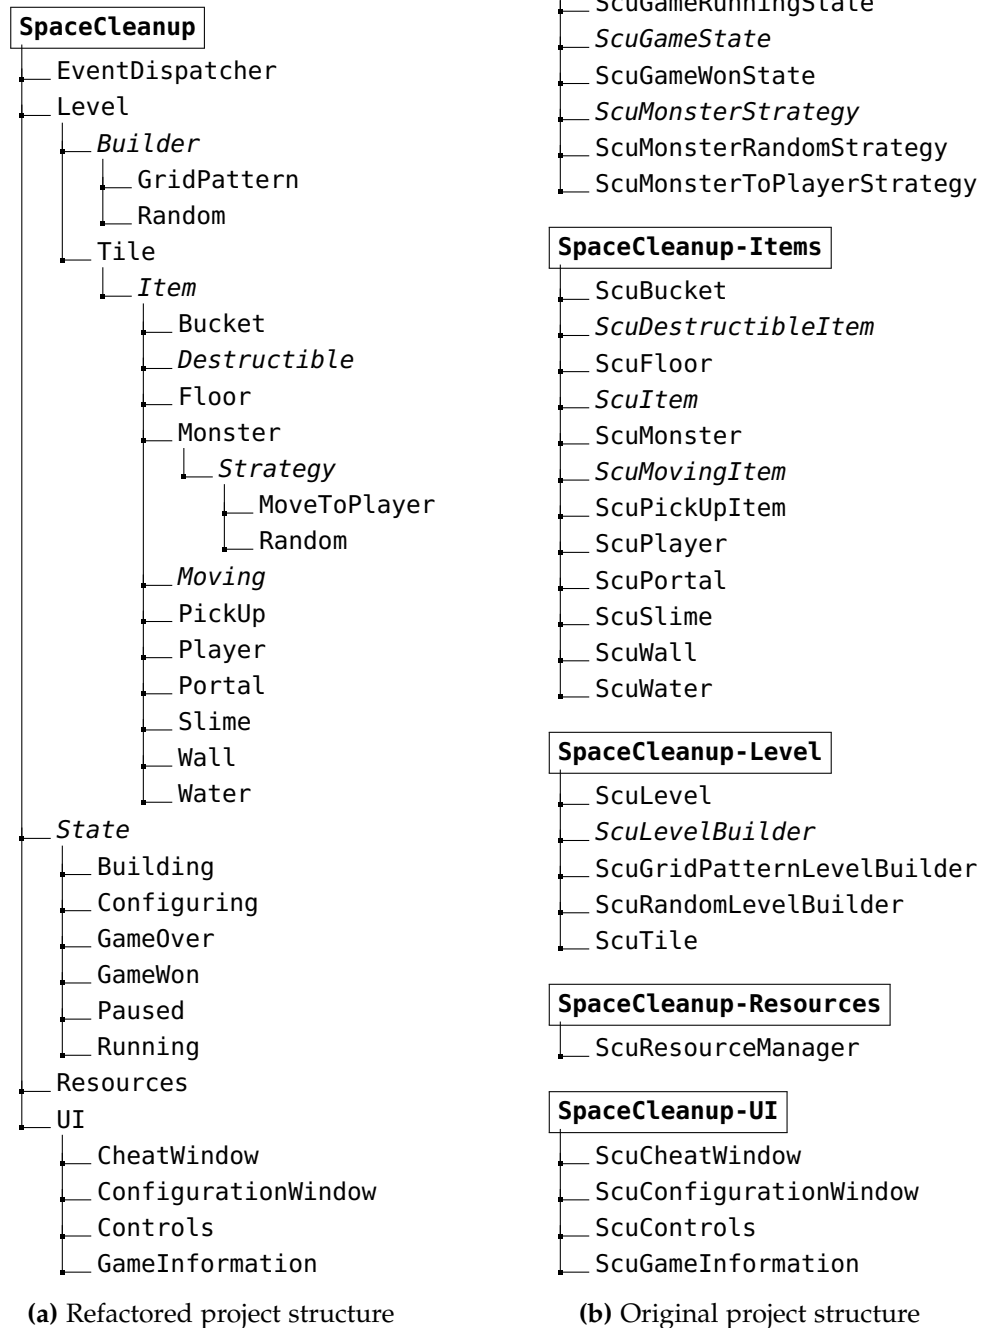 SpaceCleanup
EventDispatcher
Level
Builder
GridPattern
Random
Tile
Item
Bucket
Destructible
Floor
Monster
Strategy
MoveToPlayer
Random
Moving
PickUp
Player
Portal
Slime
Wall
Water
State
Building
Configuring
GameOver
GameWon
Paused
Running
Resources
UI
CheatWindow
ConfigurationWindow
Controls
GameInformation
(a) Refactored project structure
ScuGameRunningState
ScuGameState
ScuGameWonState
ScuMonsterStrategy
ScuMonsterRandomStrategy
ScuMonsterToPlayerStrategy
SpaceCleanup-Items
ScuBucket
ScuDestructibleItem
ScuFloor
ScuItem
ScuMonster
ScuMovingItem
ScuPickUpItem
ScuPlayer
ScuPortal
ScuSlime
ScuWall
ScuWater
SpaceCleanup-Level
ScuLevel
ScuLevelBuilder
ScuGridPatternLevelBuilder
ScuRandomLevelBuilder
ScuTile
SpaceCleanup-Resources
ScuResourceManager
SpaceCleanup-UI
ScuCheatWindow
ScuConfigurationWindow
ScuControls
ScuGameInformation
(b) Original project structure